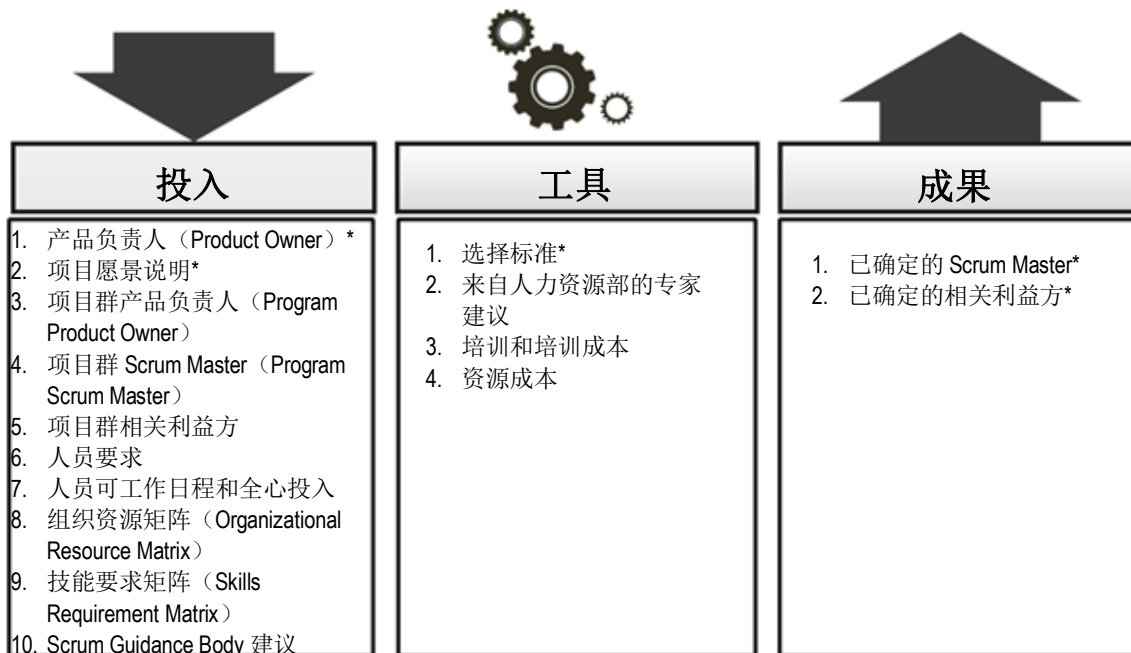 投入
1. 产品负责人（Product Owner）*
2. 项目愿景说明*
3. 项目群产品负责人（Program
Product Owner）
4. 项目群 Scrum Master（Program
Scrum Master）
5. 项目群相关利益方
6. 人员要求
7. 人员可工作日程和全心投入
8. 组织资源矩阵（Organizational
Resource Matrix）
9. 技能要求矩阵（Skills
Requirement Matrix）
10. Scrum Guidance Body 建议
工具
1. 选择标准*
2. 来自人力资源部的专家
建议
3. 培训和培训成本
4. 资源成本
成果
1. 已确定的 Scrum Master*
2. 已确定的相关利益方*